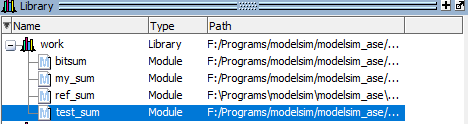 Library
Name Type Path
work Library F:/Programs/modelsim/modelsim_ase/...
bitsum Module F:/Programs/modelsim/modelsim_ase/...
my_sum Module F:/Programs/modelsim/modelsim_ase/...
ref_sum Module F:\Programs\modelsim\modelsim_ase\...
test_sum Module F:/Programs/modelsim/modelsim_ase/...